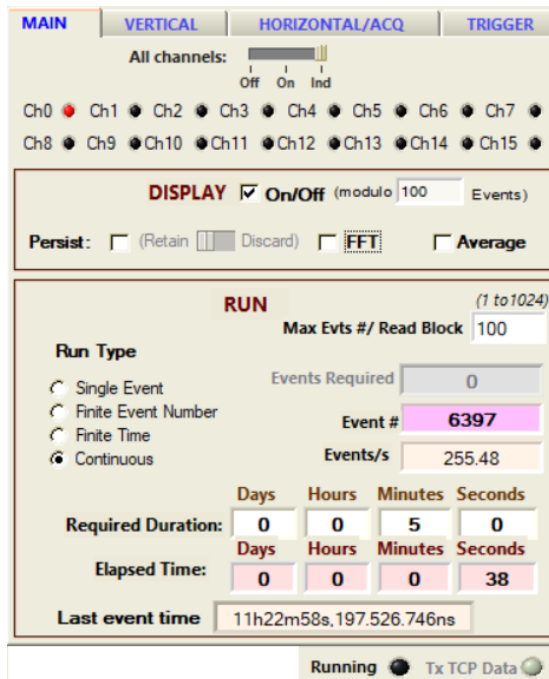 MAIN VERTICAL HORIZONTAL/ACQ TRIGGER
All channels:
Off On Ind
Ch0 Ch1 Ch2 Ch3 Ch4 Ch5 Ch6 Ch7
Ch8 Ch9 Ch10 Ch11 Ch12 Ch13 Ch14 Ch15
DISPLAY On/Off (modulo 100 Events)
Persist: (Retain Discard) FFT Average
RUN (1 to1024)
Max Evts #/ Read Block 100
Run Type
Events Required 0
Single Event
Finite Event Number
Event # 6397
Finite Time
Continuous
Events/s 255.48
Days Hours Minutes Seconds
Required Duration: 0 0 5 0
Days Hours Minutes Seconds
Elapsed Time: 0 0 0 38
Last event time 11h22m58s,197.526.746ns
Running Tx TCP Data